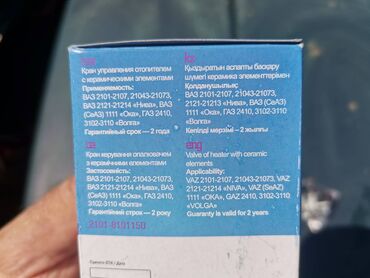 rus
Кран управления отопителем
с керамическими элементами
Применяемость:
ВАЗ 2101-2107, 21043-21073,
ВАЗ 2121-21214 «Нива», ВАЗ
(СеАЗ) 1111 «Ока», ГАЗ 2410,
3102-3110 «Волга»
Гарантийный срок – 2 года
kz
Қыздыратын аспапты басқару
шүмегі керамика элементтерімен
Қолданушылық:
ВАЗ 2101-2107, 21043-21073,
2121-21213 «Нива», ВАЗ (СеАЗ)
1111 «Ока», ГАЗ 2410, 3102-3110
«Волга»
Кепілді мерзімі – 2 жылғы
ua
Кран керування опалювачем
з керамічними елементами
Застосовність:
ВАЗ 2101-2107, 21043-21073,
ВАЗ 2121-21214 «Нива», ВАЗ
(СеАЗ) 1111 «Ока», ГАЗ 2410,
3102-3110 «Волга»
Гарантійний строк – 2 року
eng
Valve of heater with ceramic
elements
Applicability:
VAZ 2101-2107, 21043-21073, VAZ
2121-21214 «NIVA», VAZ (SeAZ)
1111 «OKA», GAZ 2410, 3102-3110
«VOLGA»
Guaranty is valid for 2 years
2101-8101150